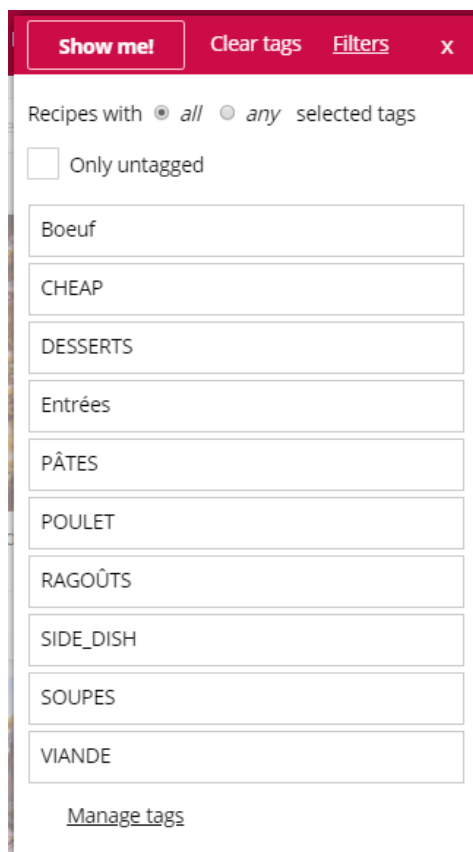 Show me! Clear tags Filters x
Recipes with all any selected tags
Only untagged
Boeuf
CHEAP
DESSERTS
Entrées
PÂTES
POULET
RAGOÛTS
SIDE_DISH
SOUPES
VIANDE
Manage tags